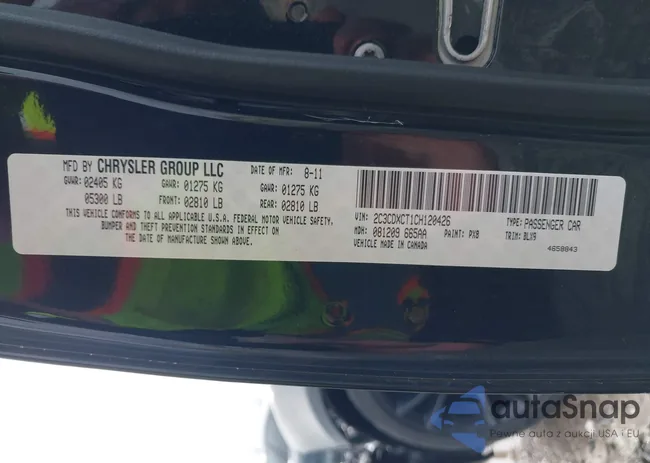 MFD BY CHRYSLER GROUP LLC DATE OF MFR: 8-11
GVWR: 02405 KG GAWR: 01275 KG GAWR: 01275 KG
05300 LB FRONT: 02810 LB REAR: 02810 LB
THIS VEHICLE CONFORMS TO ALL APPLICABLE U.S.A. FEDERAL MOTOR VEHICLE SAFETY,
BUMPER AND THEFT PREVENTION STANDARDS IN EFFECT ON
THE DATE OF MANUFACTURE SHOWN ABOVE.
VIN: 2C3CDXCT1CH120426 TYPE: PASSENGER CAR
MDH: 081209 665AA PAINT: PX8 TRIM: BLX9
VEHICLE MADE IN CANADA 4658843
autoSnap
Pewne auta z aukcji USA i EU